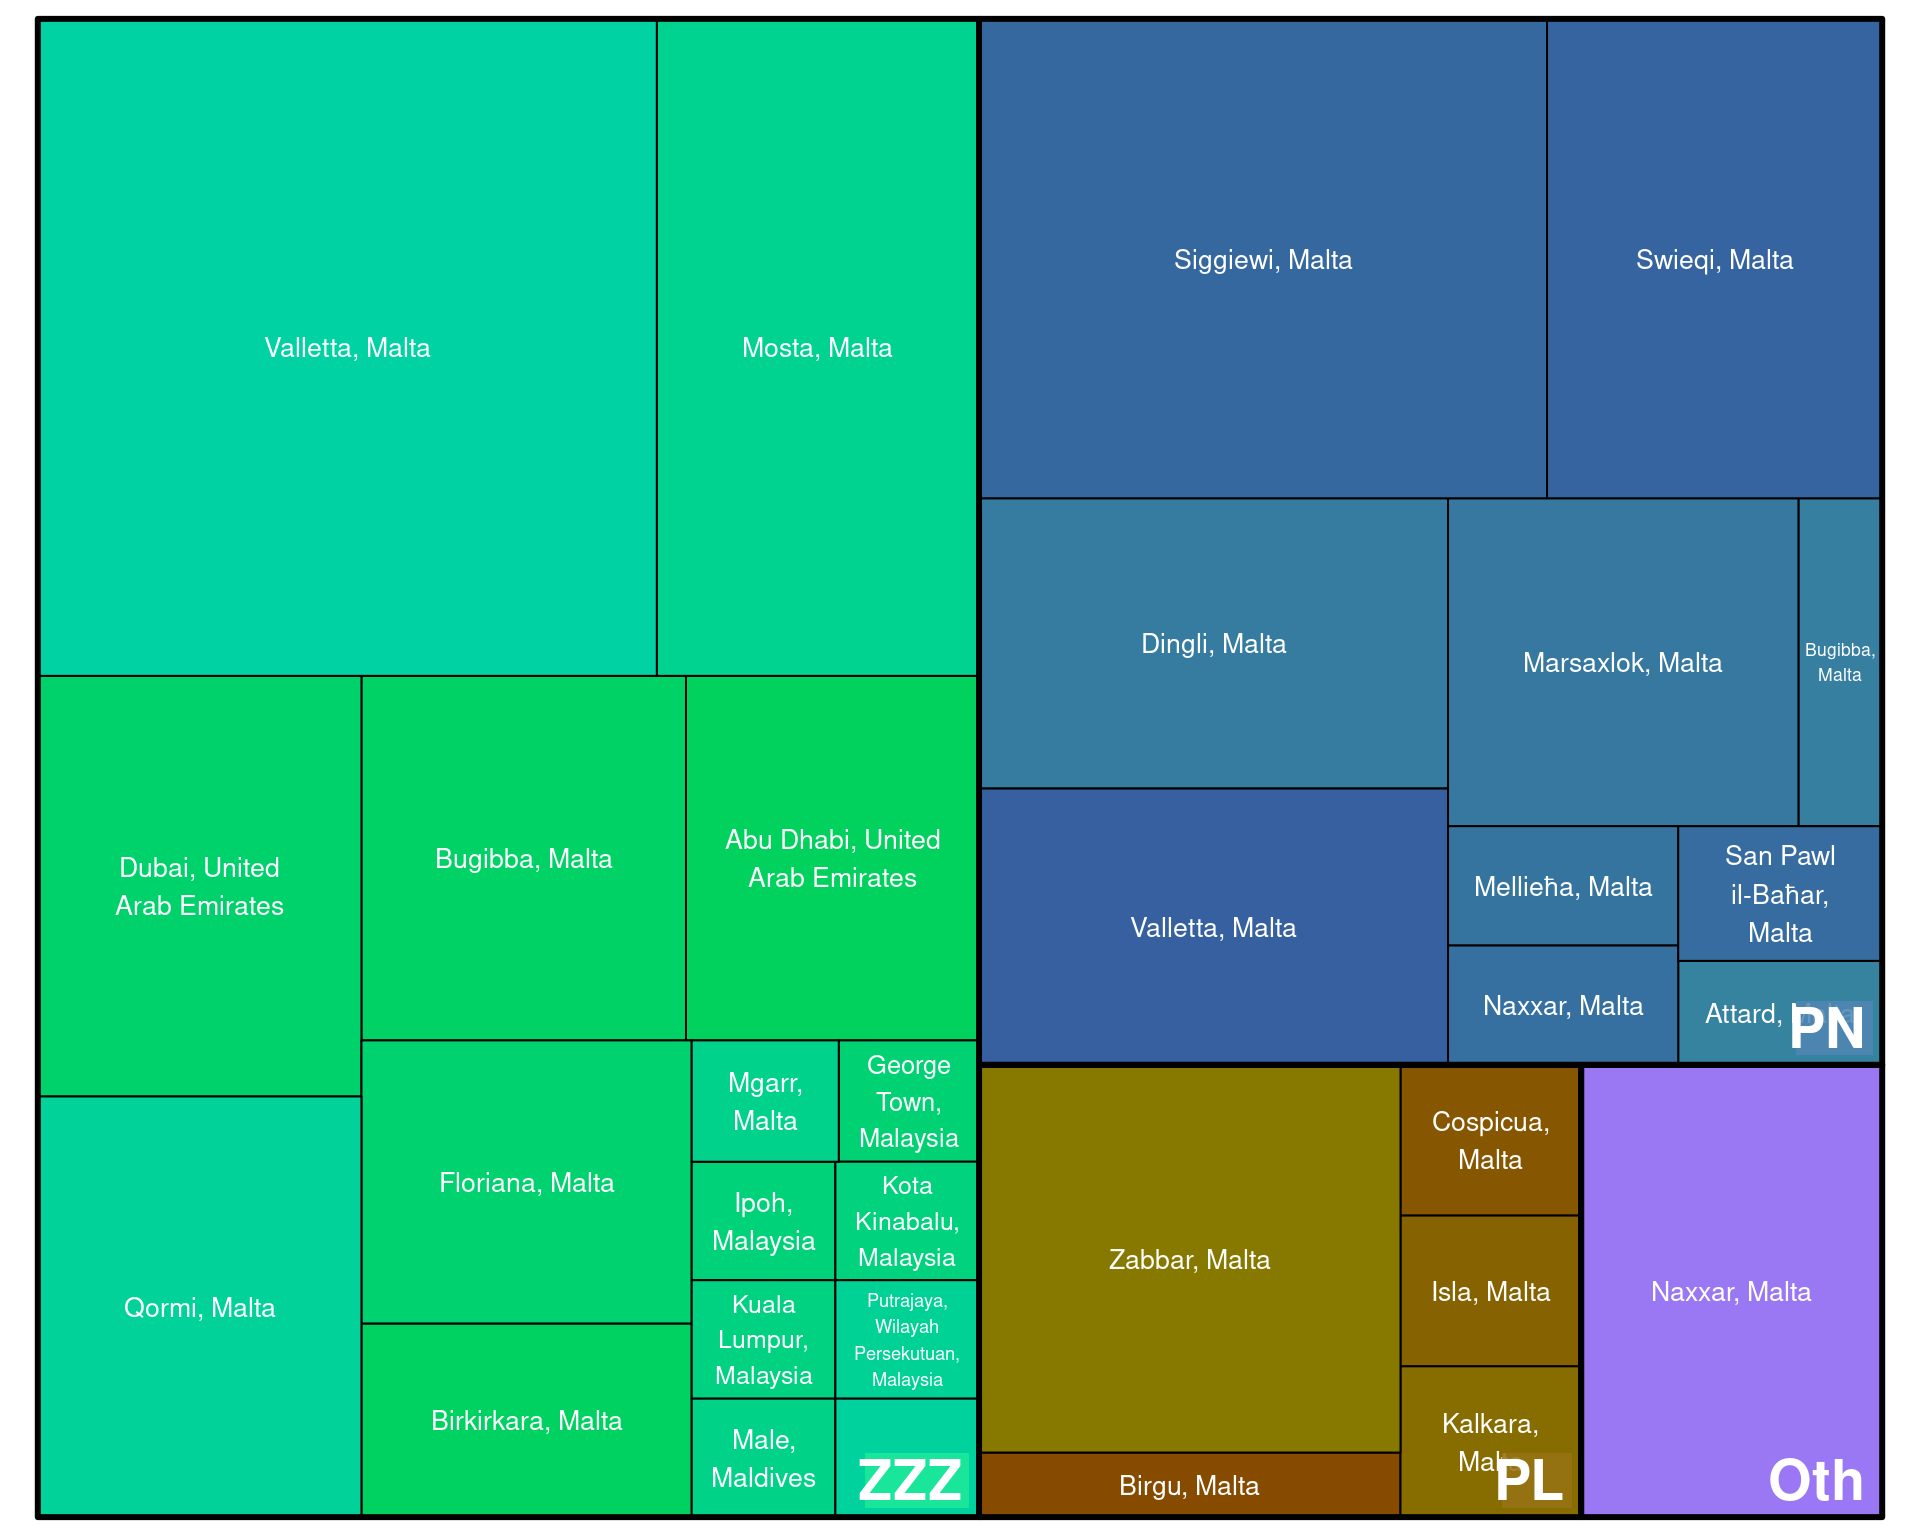 Valletta, Malta
Mosta, Malta
Dubai, United
Arab Emirates
Bugibba, Malta
Abu Dhabi, United
Arab Emirates
Qormi, Malta
Floriana, Malta
Birkirkara, Malta
Mgarr,
Malta
George
Town,
Malaysia
Ipoh,
Malaysia
Kota
Kinabalu,
Malaysia
Kuala
Lumpur,
Malaysia
Putrajaya,
Wilayah
Persekutuan,
Malaysia
Male,
Maldives
ZZZ
Siggiewi, Malta
Swieqi, Malta
Dingli, Malta
Marsaxlok, Malta
Bugibba,
Malta
Valletta, Malta
Mellieħa, Malta
San Pawl
il-Baħar,
Malta
Naxxar, Malta
Attard,
PN
Zabbar, Malta
Cospicua,
Malta
Isla, Malta
Kalkara,
Birgu, Malta
PL
Naxxar, Malta
Oth